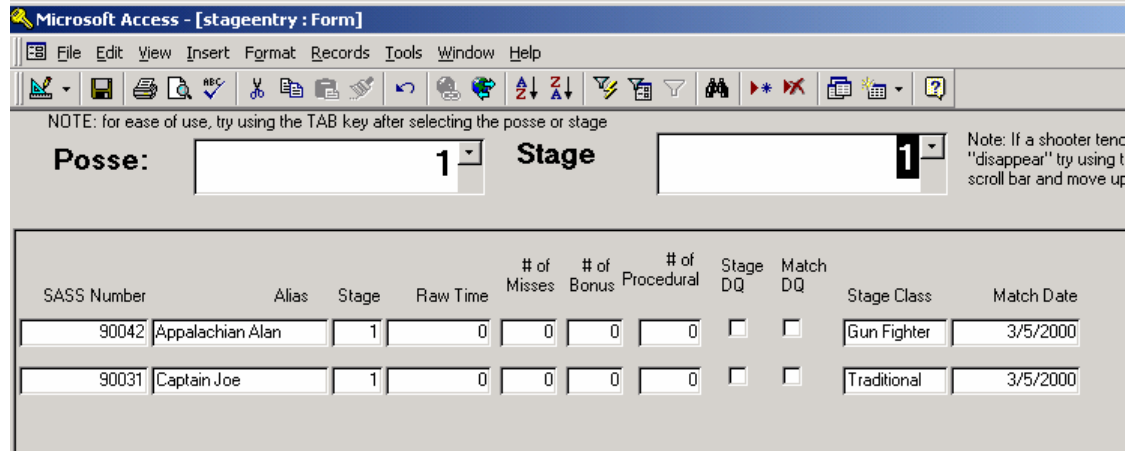 Microsoft Access - [stageentry : Form]
File Edit View Insert Format Records Tools Window Help
NOTE: for ease of use, try using the TAB key after selecting the posse or stage
Posse: 1 Stage 1
Note: If a shooter tend
"disappear" try using t
scroll bar and move up
SASS Number Alias Stage Raw Time # of Misses # of Bonus # of Procedural Stage DQ Match DQ Stage Class Match Date
90042 Appalachian Alan 1 0 0 0 0 Gun Fighter 3/5/2000
90031 Captain Joe 1 0 0 0 0 Traditional 3/5/2000